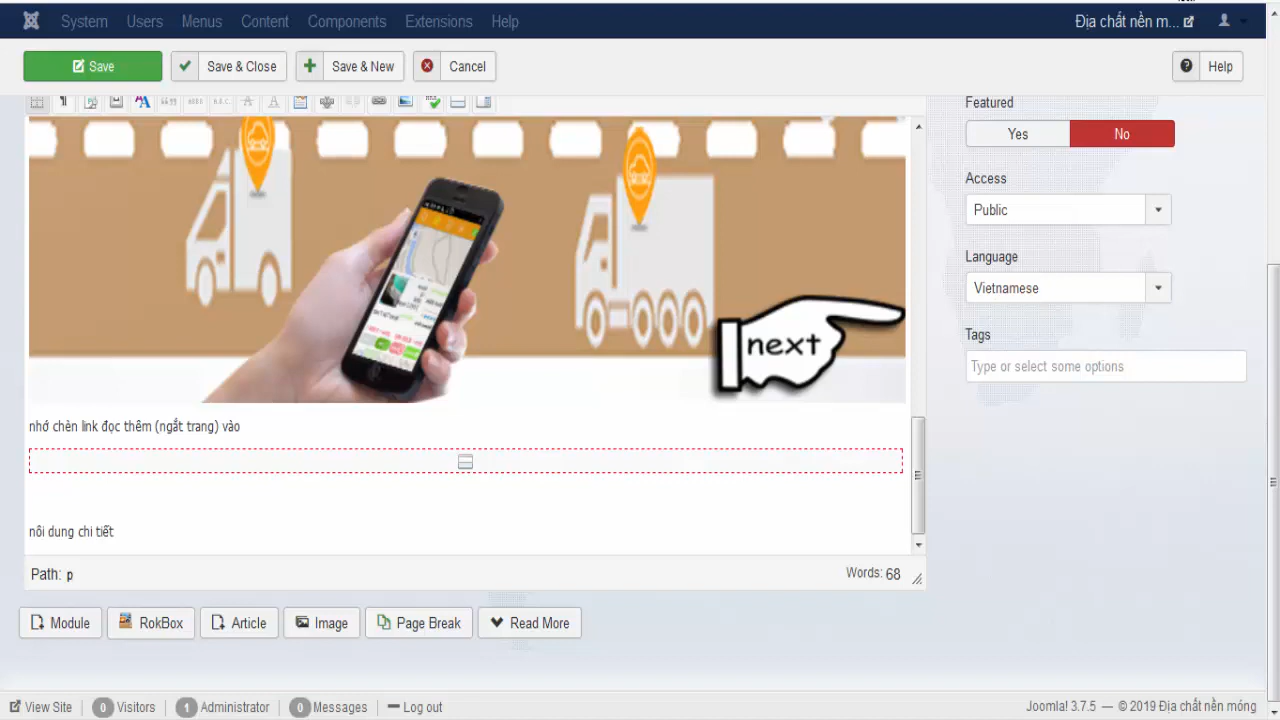 System Users Menus Content Components Extensions Help Địa chất nền m...
Save Save & Close Save & New Cancel Help
Featured
Yes No
Access
Public
Language
Vietnamese
Tags
Type or select some options
next
nhớ chèn link đọc thêm (ngắt trang) vào
nôi dung chi tiết
Path: p Words: 68
Module RokBox Article Image Page Break Read More
View Site 0 Visitors 1 Administrator 0 Messages Log out Joomla! 3.7.5 — © 2019 Địa chất nền móng